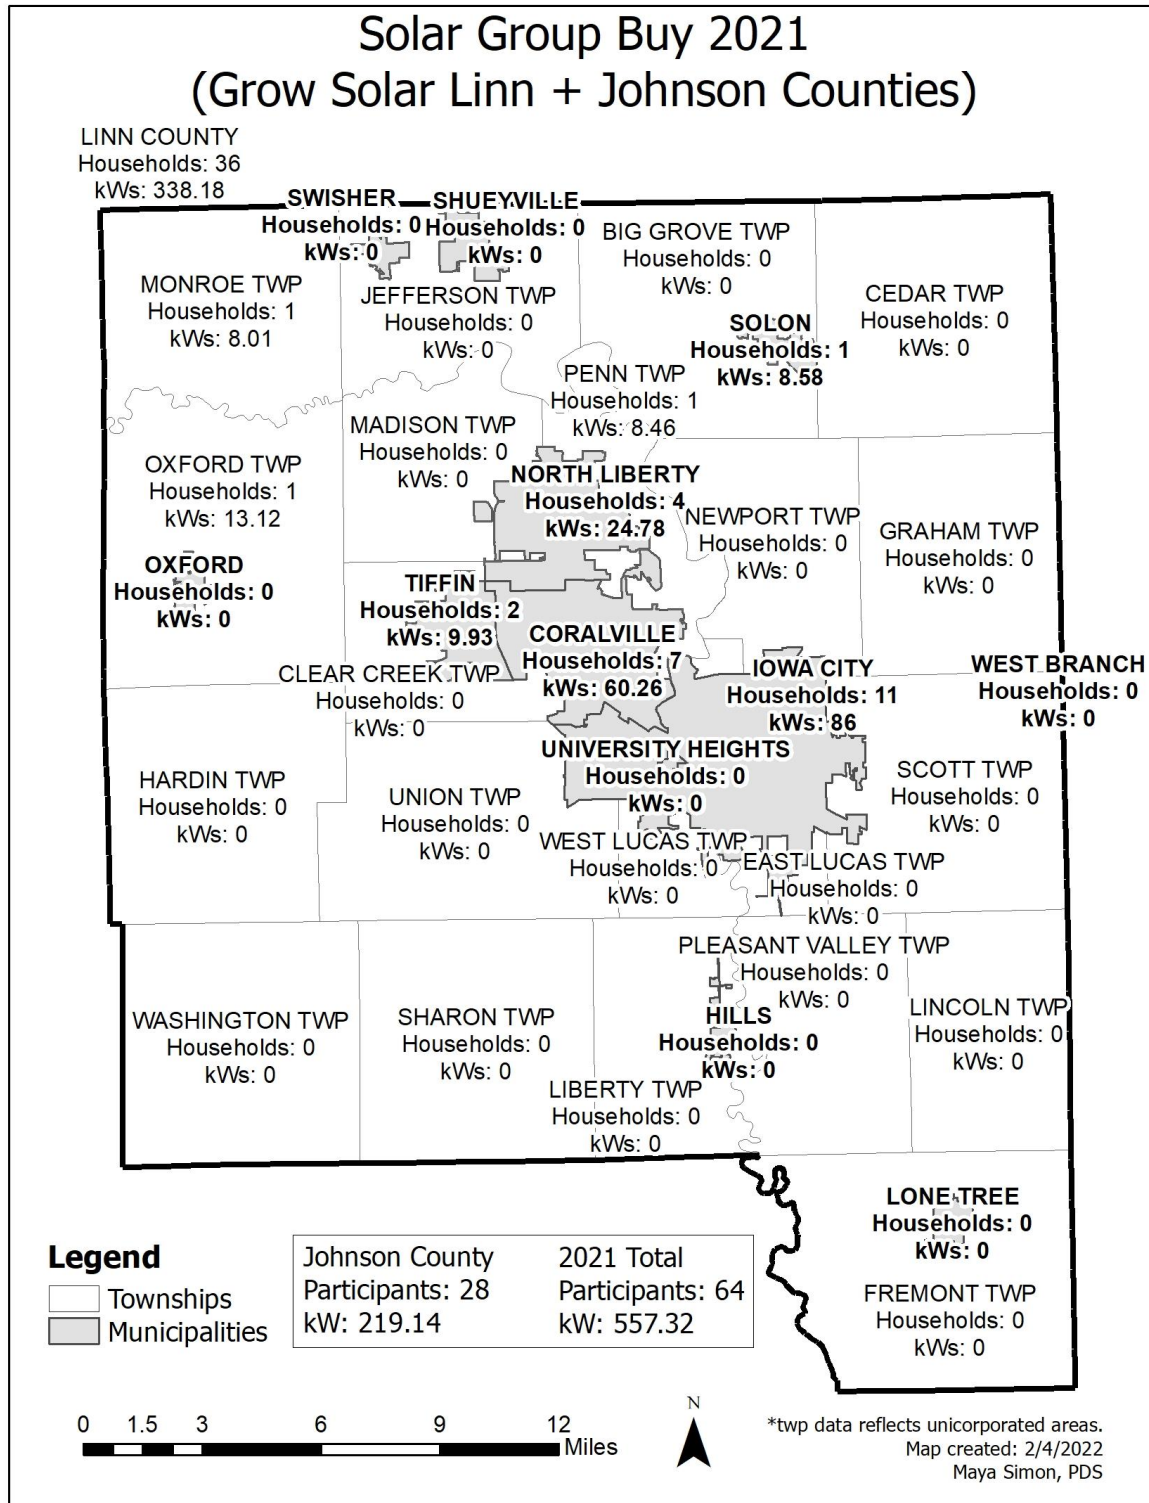 Solar Group Buy 2021
(Grow Solar Linn + Johnson Counties)
LINN COUNTY
Households: 36
kWs: 338.18
SWISHER
Households: 0
kWs: 0
SHUEYVILLE
Households: 0
kWs: 0
BIG GROVE TWP
Households: 0
kWs: 0
MONROE TWP
Households: 1
kWs: 8.01
JEFFERSON TWP
Households: 0
kWs: 0
CEDAR TWP
Households: 0
kWs: 0
SOLON
Households: 1
kWs: 8.58
PENN TWP
Households: 1
kWs: 8.46
MADISON TWP
Households: 0
kWs: 0
OXFORD TWP
Households: 1
kWs: 13.12
NORTH LIBERTY
Households: 4
kWs: 24.78
NEWPORT TWP
Households: 0
kWs: 0
GRAHAM TWP
Households: 0
kWs: 0
OXFORD
Households: 0
kWs: 0
TIFFIN
Households: 2
kWs: 9.93
CORALVILLE
Households: 7
kWs: 60.26
IOWA CITY
Households: 11
kWs: 86
WEST BRANCH
Households: 0
kWs: 0
CLEAR CREEK TWP
Households: 0
kWs: 0
UNIVERSITY HEIGHTS
Households: 0
kWs: 0
HARDIN TWP
Households: 0
kWs: 0
UNION TWP
Households: 0
kWs: 0
SCOTT TWP
Households: 0
kWs: 0
WEST LUCAS TWP
Households: 0
kWs: 0
EAST LUCAS TWP
Households: 0
kWs: 0
PLEASANT VALLEY TWP
Households: 0
kWs: 0
WASHINGTON TWP
Households: 0
kWs: 0
SHARON TWP
Households: 0
kWs: 0
HILLS
Households: 0
kWs: 0
LINCOLN TWP
Households: 0
kWs: 0
LIBERTY TWP
Households: 0
kWs: 0
LONE TREE
Households: 0
kWs: 0
FREMONT TWP
Households: 0
kWs: 0
Legend
Townships
Municipalities
Johnson County
Participants: 28
kW: 219.14
2021 Total
Participants: 64
kW: 557.32
0 1.5 3 6 9 12
Miles
N
*twp data reflects unicorporated areas.
Map created: 2/4/2022
Maya Simon, PDS